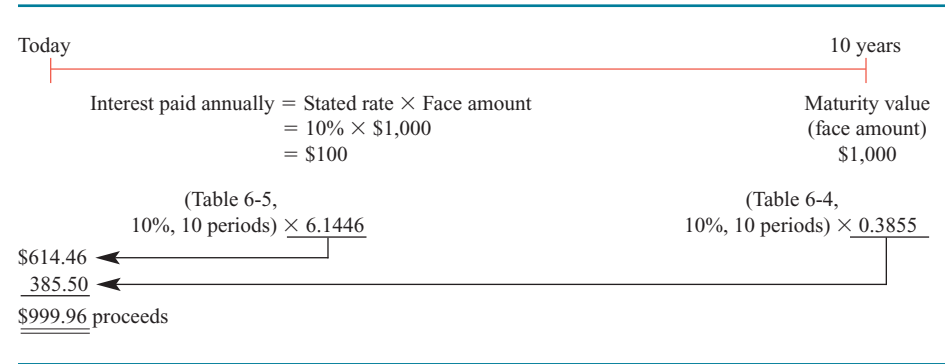 Today 10 years
Interest paid annually = Stated rate × Face amount Maturity value
= 10% × $1,000 (face amount)
= $100 $1,000
(Table 6-5, (Table 6-4,
10%, 10 periods) × 6.1446 10%, 10 periods) × 0.3855
$614.46
385.50
$999.96 proceeds